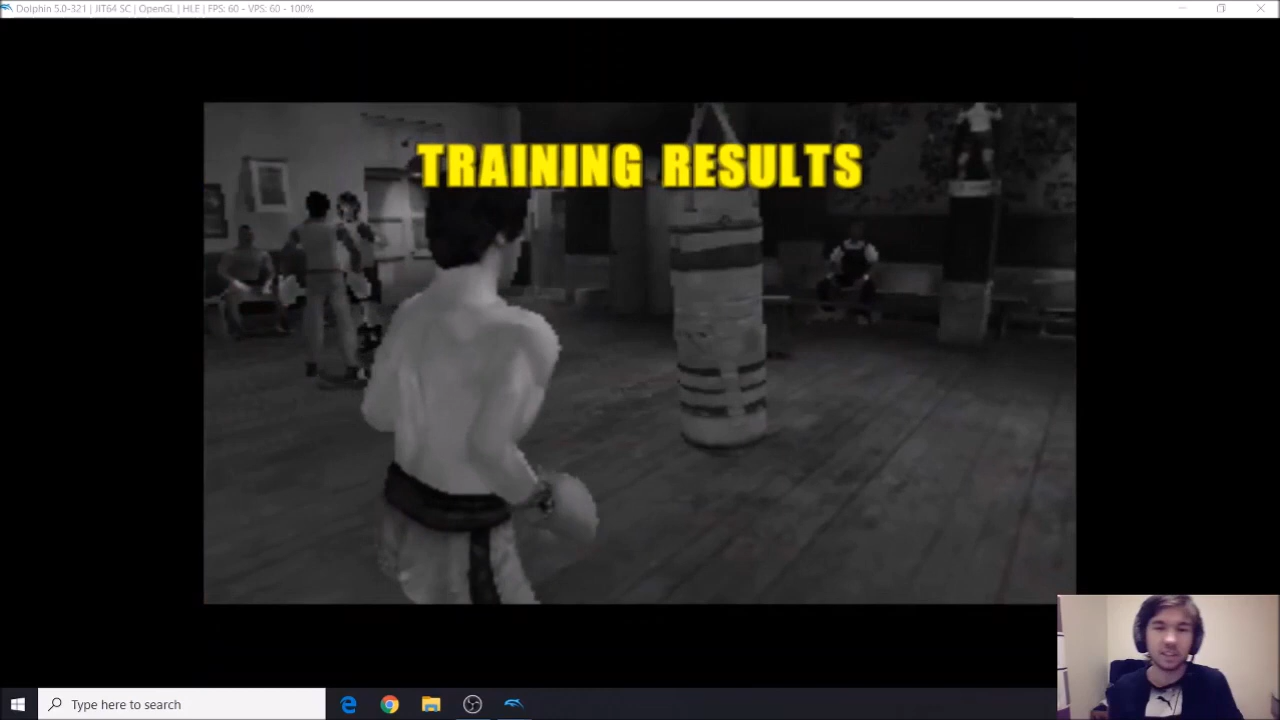 Dolphin 5.0-321 | JIT64 SC | OpenGL | HLE | FPS: 60 - VPS: 60 - 100%
TRAINING RESULTS
Type here to search